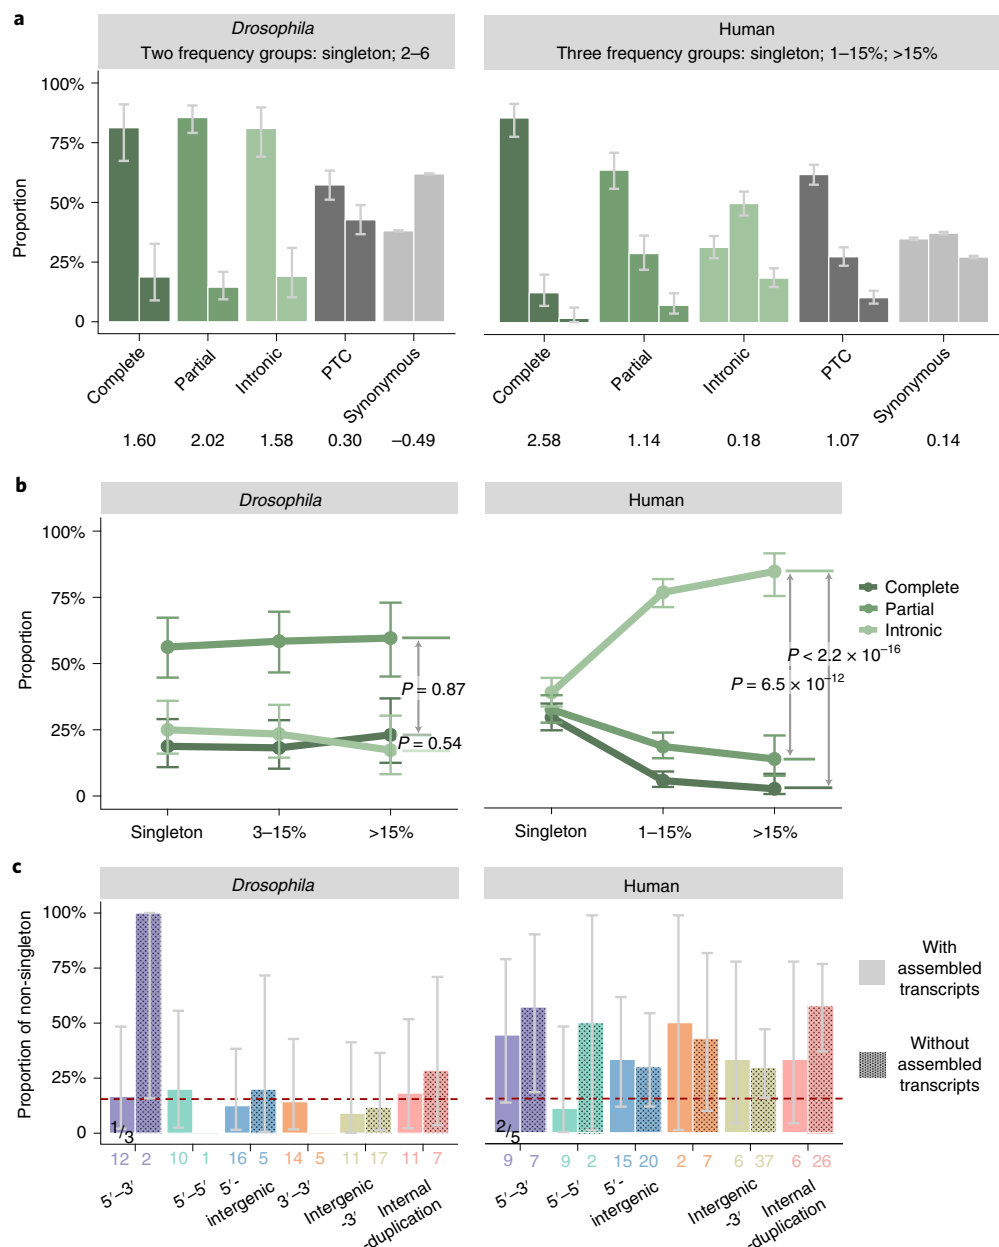 a
Drosophila
Two frequency groups: singleton; 2–6
Human
Three frequency groups: singleton; 1–15%; >15%
Proportion
100%
75%
50%
25%
0
Complete
Partial
Intronic
PTC
Synonymous
1.60
2.02
1.58
0.30
–0.49
Complete
Partial
Intronic
PTC
Synonymous
2.58
1.14
0.18
1.07
0.14
b
Drosophila
Human
Proportion
100%
75%
50%
25%
0
P = 0.87
P = 0.54
Singleton
3–15%
>15%
P < 2.2 × 10−16
P = 6.5 × 10−12
Singleton
1–15%
>15%
Complete
Partial
Intronic
c
Drosophila
Human
Proportion of non-singleton
100%
75%
50%
25%
0
1/3
12
2
10
1
16
5
14
5
11
17
11
7
5′–3′
5′–5′
5′-
intergenic
3′–3′
Intergenic
-3′
Internal
-duplication
2/5
9
7
9
2
15
20
2
7
6
37
6
26
5′–3′
5′–5′
5′-
intergenic
3′–3′
Intergenic
-3′
Internal
-duplication
With
assembled
transcripts
Without
assembled
transcripts